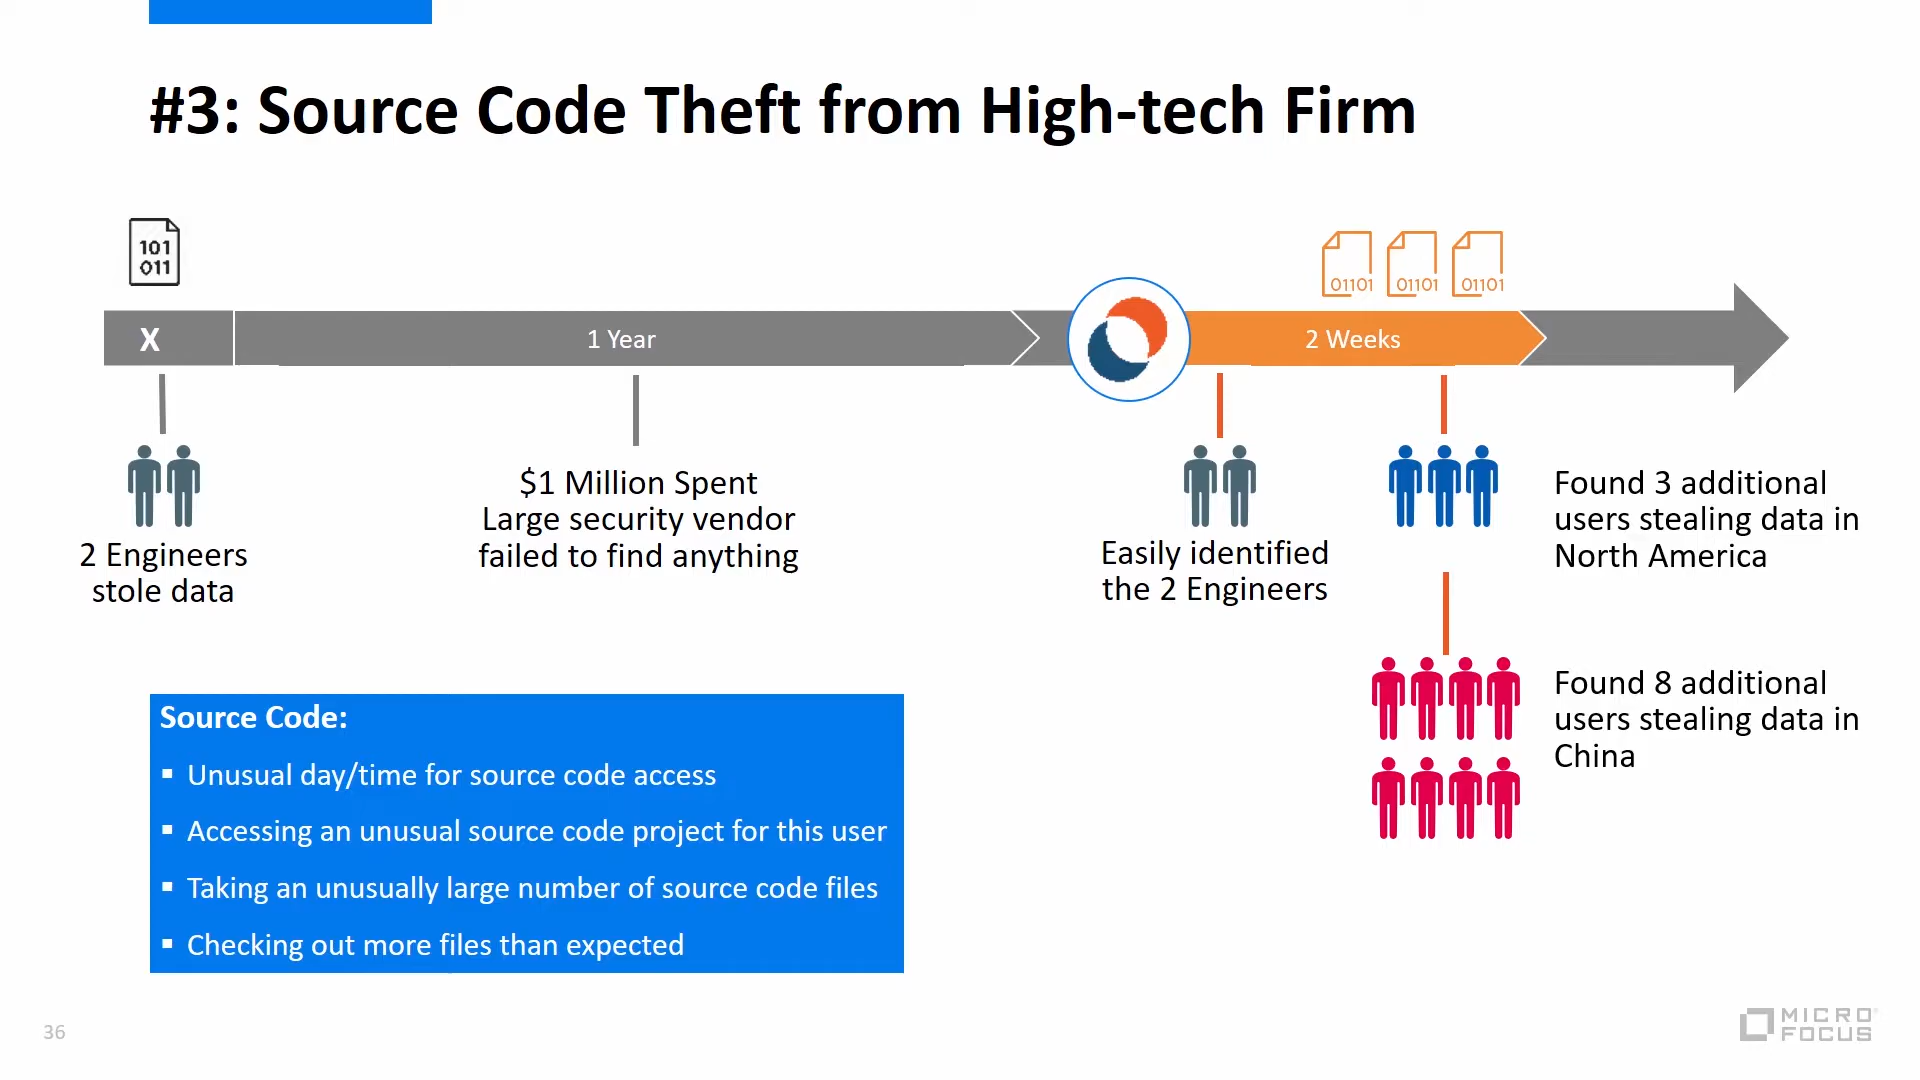 #3: Source Code Theft from High-tech Firm
101
011
01101 01101 01101
X
1 Year
2 Weeks
2 Engineers
stole data
$1 Million Spent
Large security vendor
failed to find anything
Easily identified
the 2 Engineers
Found 3 additional
users stealing data in
North America
Found 8 additional
users stealing data in
China
Source Code:
▪ Unusual day/time for source code access
▪ Accessing an unusual source code project for this user
▪ Taking an unusually large number of source code files
▪ Checking out more files than expected
36
MICRO
FOCUS